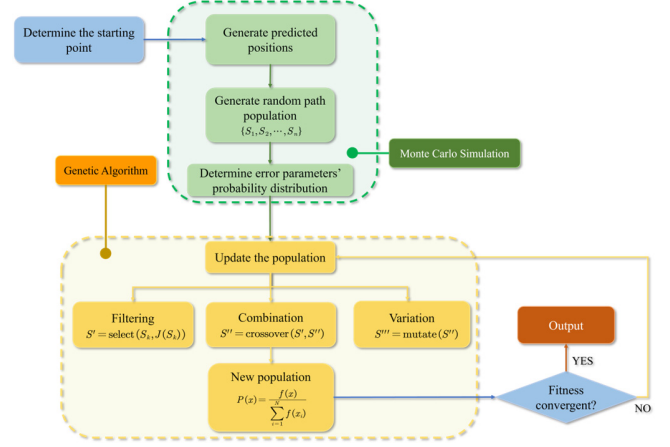 Determine the starting
point
Generate predicted
positions
Generate random path
population
{S₁, S₂, ⋯, Sₙ}
Monte Carlo Simulation
Determine error parameters'
probability distribution
Genetic Algorithm
Update the population
Filtering
S′ = select(Sₖ, J(Sₖ))
Combination
S″ = crossover(S′, S″)
Variation
S‴ = mutate(S″)
New population
P(x) = f(x) / ∑ᵢ₌₁ᴺ f(xᵢ)
Output
YES
Fitness
convergent?
NO